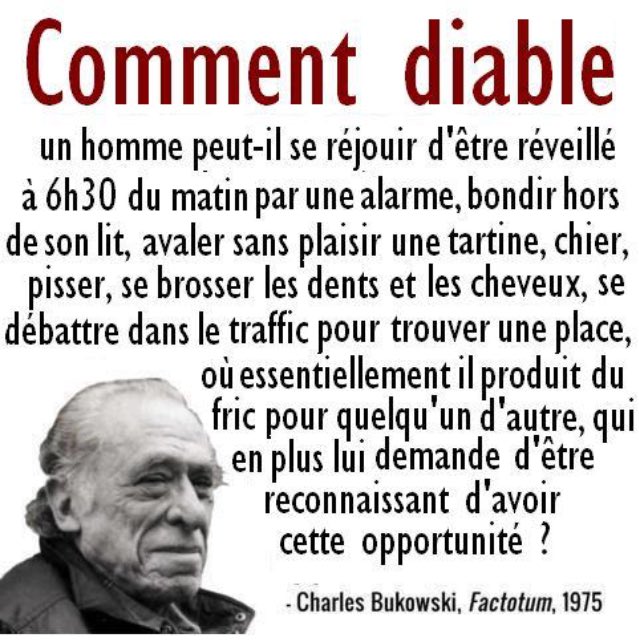 Comment diable
un homme peut-il se réjouir d'être réveillé
à 6h30 du matin par une alarme, bondir hors
de son lit, avaler sans plaisir une tartine, chier,
pisser, se brosser les dents et les cheveux, se
débattre dans le traffic pour trouver une place,
où essentiellement il produit du
fric pour quelqu'un d'autre, qui
en plus lui demande d'être
reconnaissant d'avoir
cette opportunité ?
- Charles Bukowski, Factotum, 1975